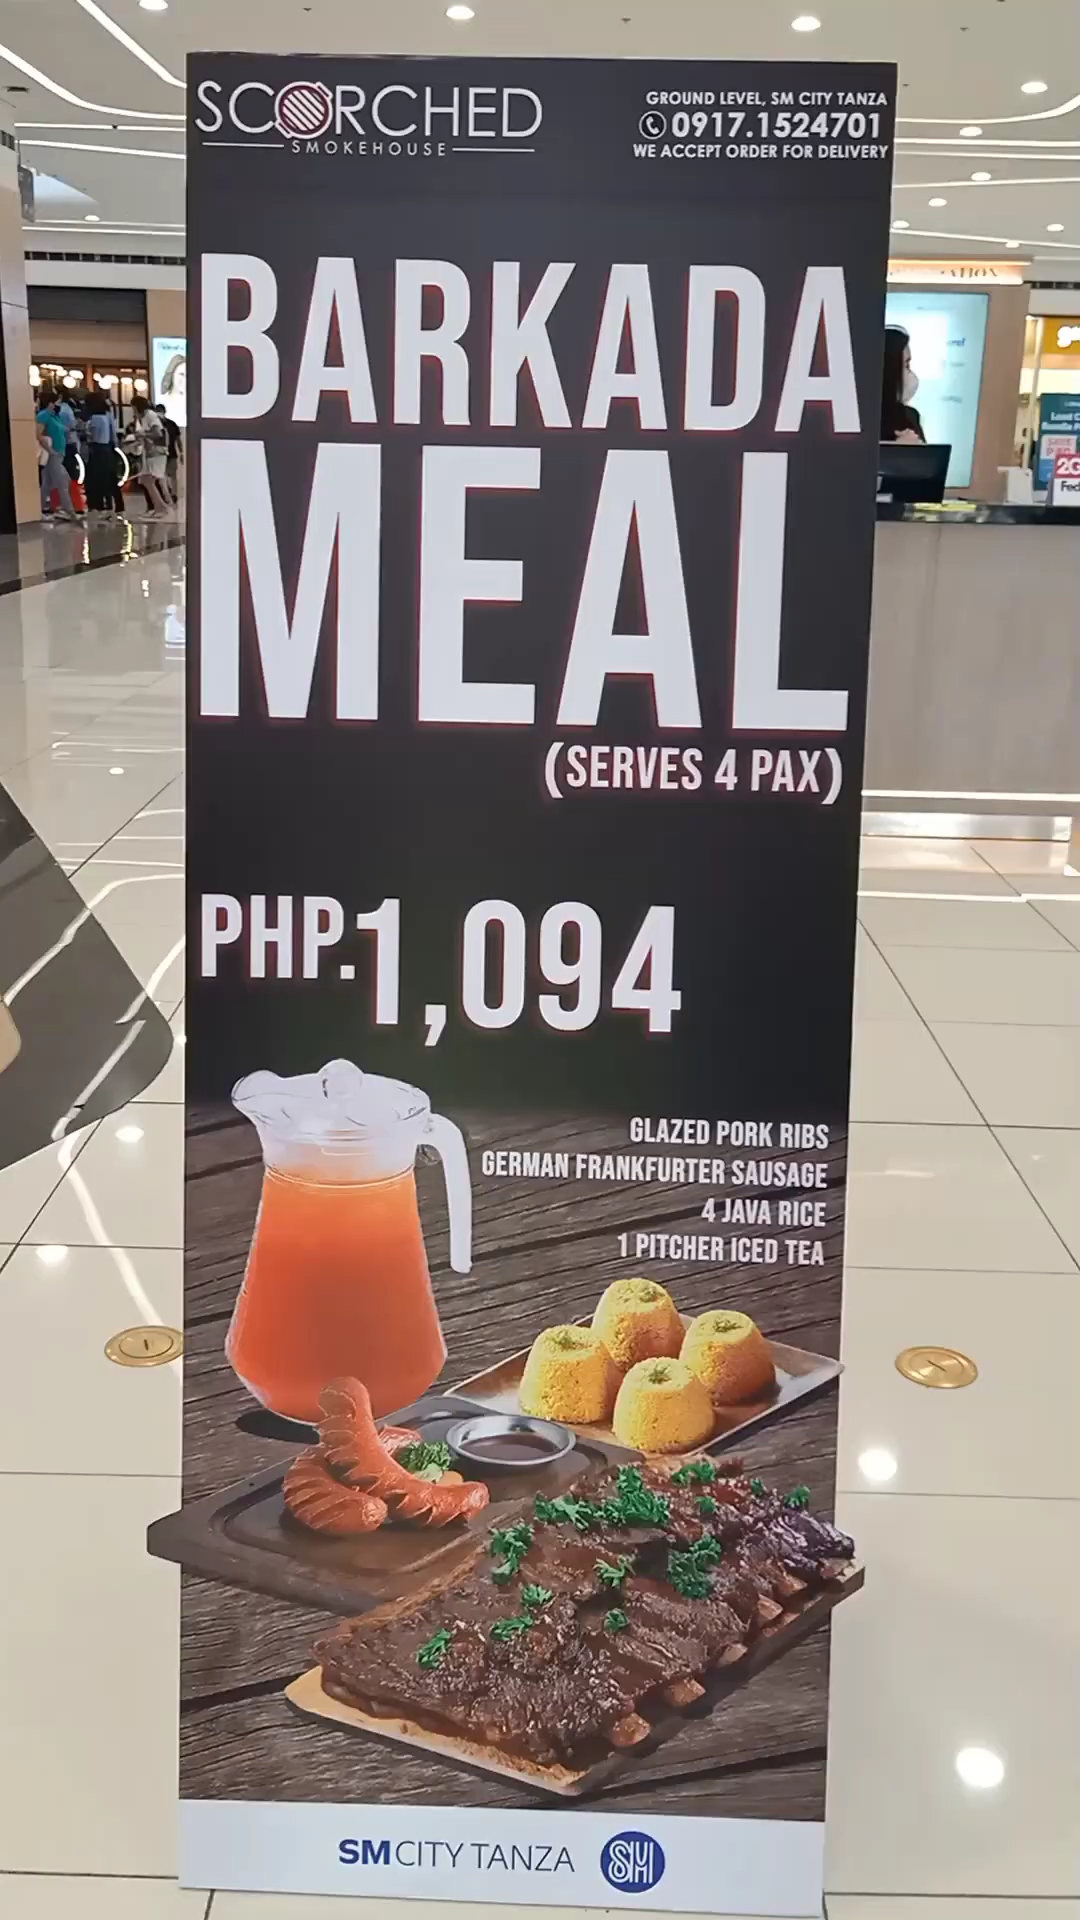 SCORCHED
SMOKEHOUSE
GROUND LEVEL, SM CITY TANZA
0917.1524701
WE ACCEPT ORDER FOR DELIVERY
BARKADA
MEAL
(SERVES 4 PAX)
PHP.1,094
GLAZED PORK RIBS
GERMAN FRANKFURTER SAUSAGE
4 JAVA RICE
1 PITCHER ICED TEA
SM CITY TANZA
SM
2G
Fed